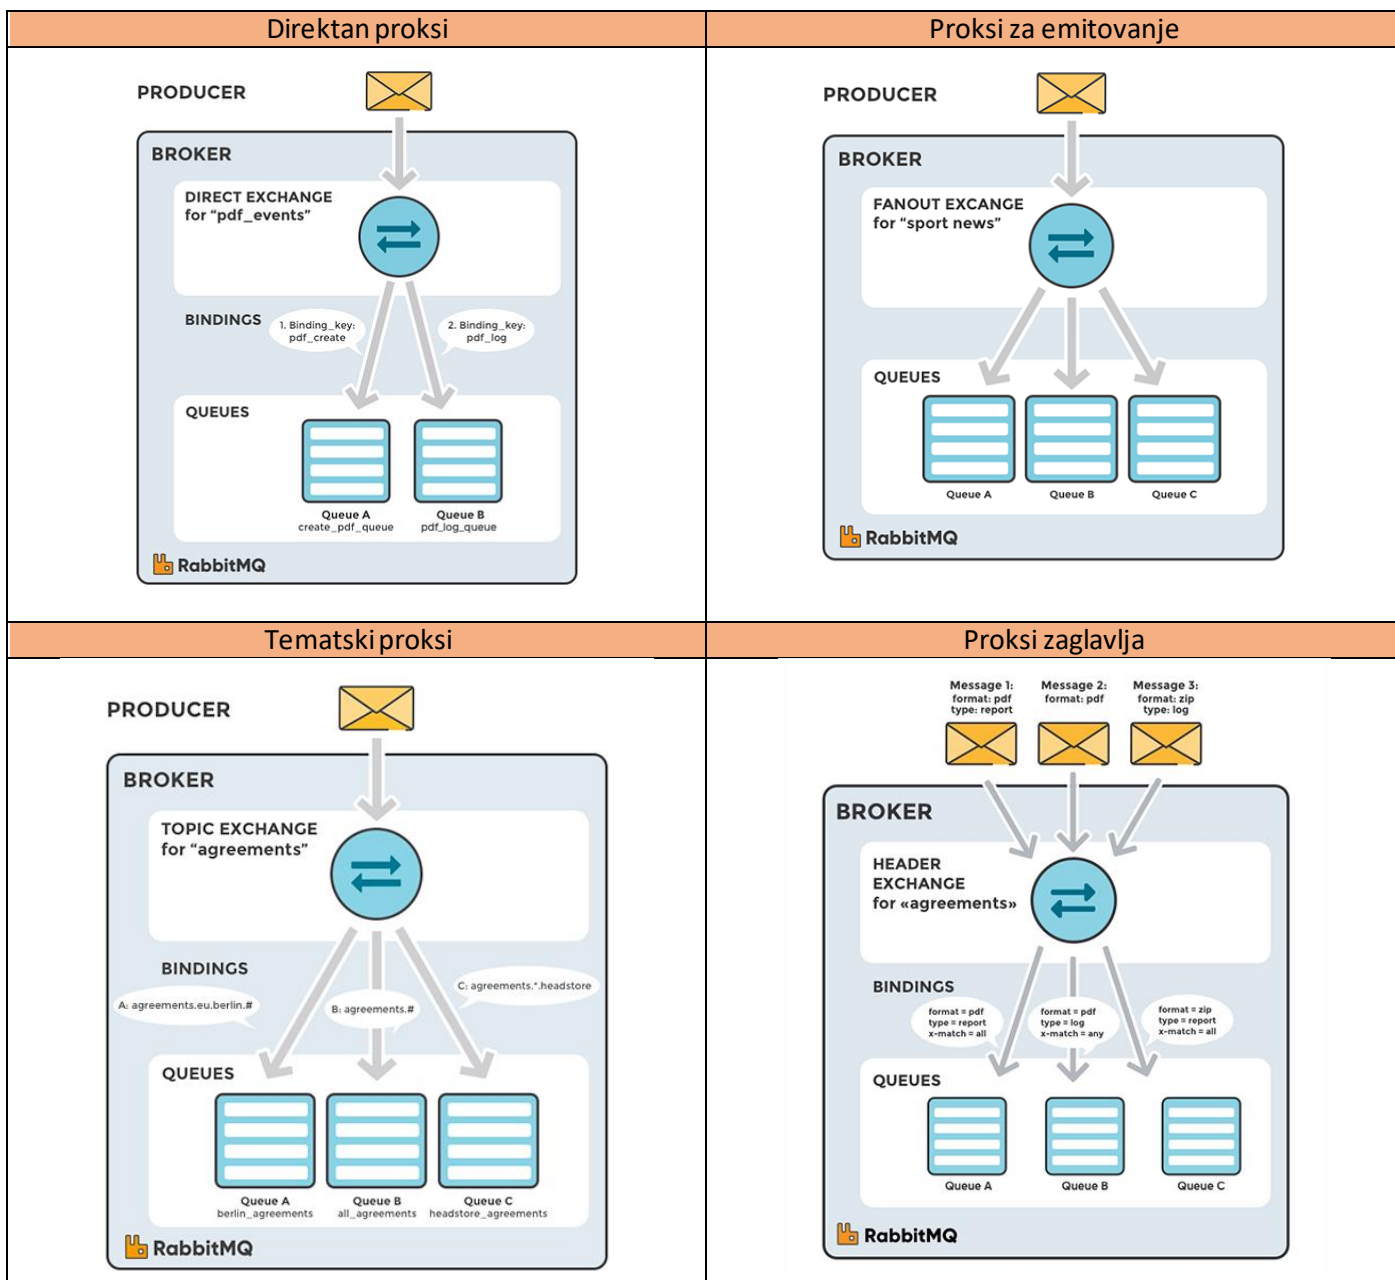 Direktan proksi
PRODUCER
BROKER
DIRECT EXCHANGE
for “pdf_events”
BINDINGS
1. Binding_key:
pdf_create
2. Binding_key:
pdf_log
QUEUES
Queue A
create_pdf_queue
Queue B
pdf_log_queue
RabbitMQ
Proksi za emitovanje
PRODUCER
BROKER
FANOUT EXCANGE
for “sport news”
QUEUES
Queue A
Queue B
Queue C
RabbitMQ
Tematski proksi
PRODUCER
BROKER
TOPIC EXCHANGE
for “agreements”
BINDINGS
A: agreements.eu.berlin.#
B: agreements.#
C: agreements.*.headstore
QUEUES
Queue A
berlin_agreements
Queue B
all_agreements
Queue C
headstore_agreements
RabbitMQ
Proksi zaglavlja
Message 1:
format: pdf
type: report
Message 2:
format: pdf
Message 3:
format: zip
type: log
BROKER
HEADER
EXCHANGE
for «agreements»
BINDINGS
format = pdf
type = report
x-match = all
format = pdf
type = log
x-match = any
format = zip
type = report
x-match = all
QUEUES
Queue A
Queue B
Queue C
RabbitMQ